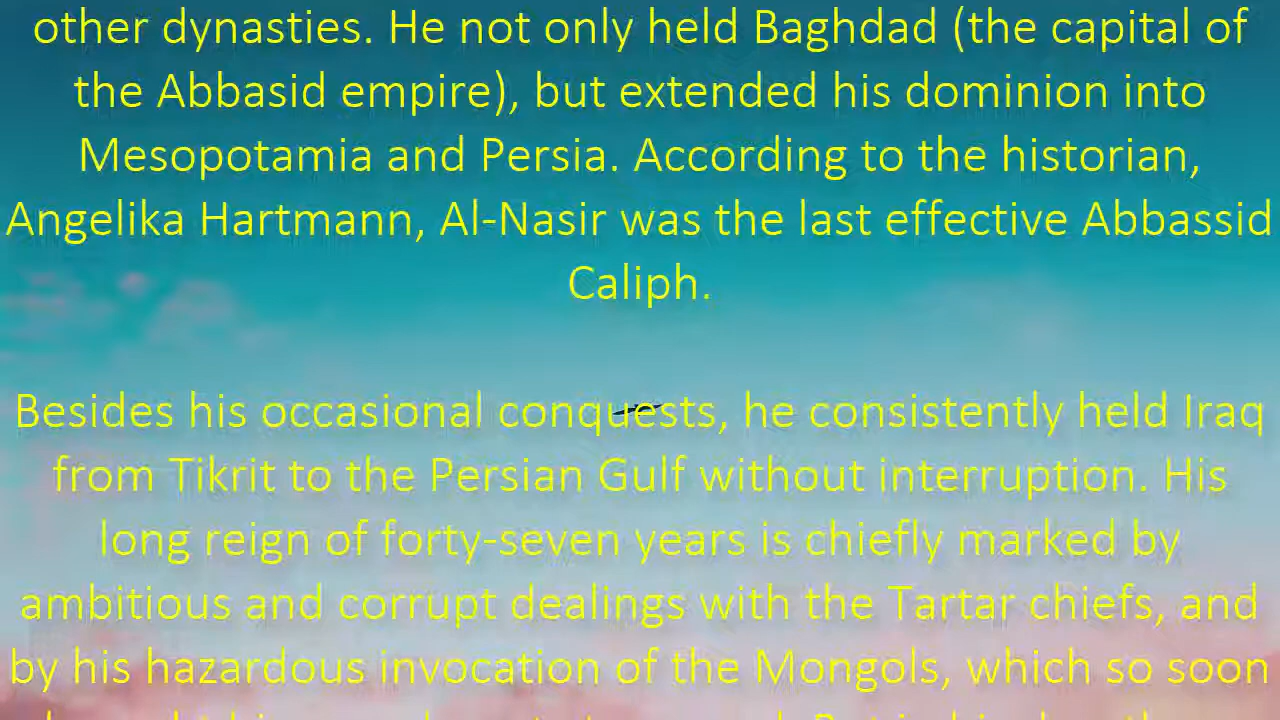 other dynasties. He not only held Baghdad (the capital of
the Abbasid empire), but extended his dominion into
Mesopotamia and Persia. According to the historian,
Angelika Hartmann, Al-Nasir was the last effective Abbassid
Caliph.
Besides his occasional conquests, he consistently held Iraq
from Tikrit to the Persian Gulf without interruption. His
long reign of forty-seven years is chiefly marked by
ambitious and corrupt dealings with the Tartar chiefs, and
by his hazardous invocation of the Mongols, which so soon